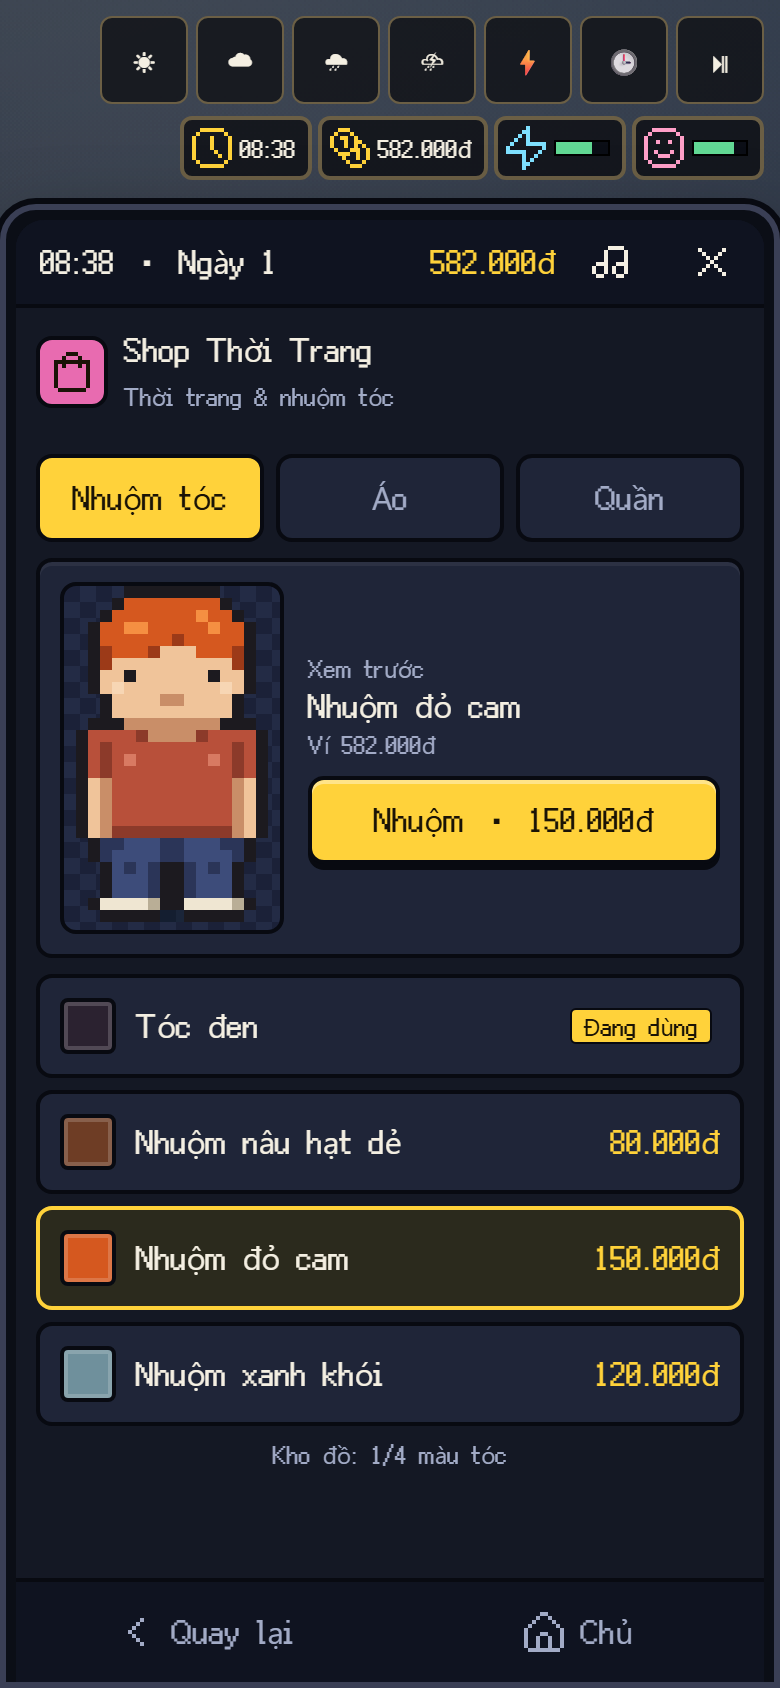 08:38
582.000đ
08:38 · Ngày 1
582.000đ
Shop Thời Trang
Thời trang & nhuộm tóc
Nhuộm tóc
Áo
Quần
Xem trước
Nhuộm đỏ cam
Ví 582.000đ
Nhuộm · 150.000đ
Tóc đen
Đang dùng
Nhuộm nâu hạt dẻ
80.000đ
Nhuộm đỏ cam
150.000đ
Nhuộm xanh khói
120.000đ
Kho đồ: 1/4 màu tóc
Quay lại
Chủ